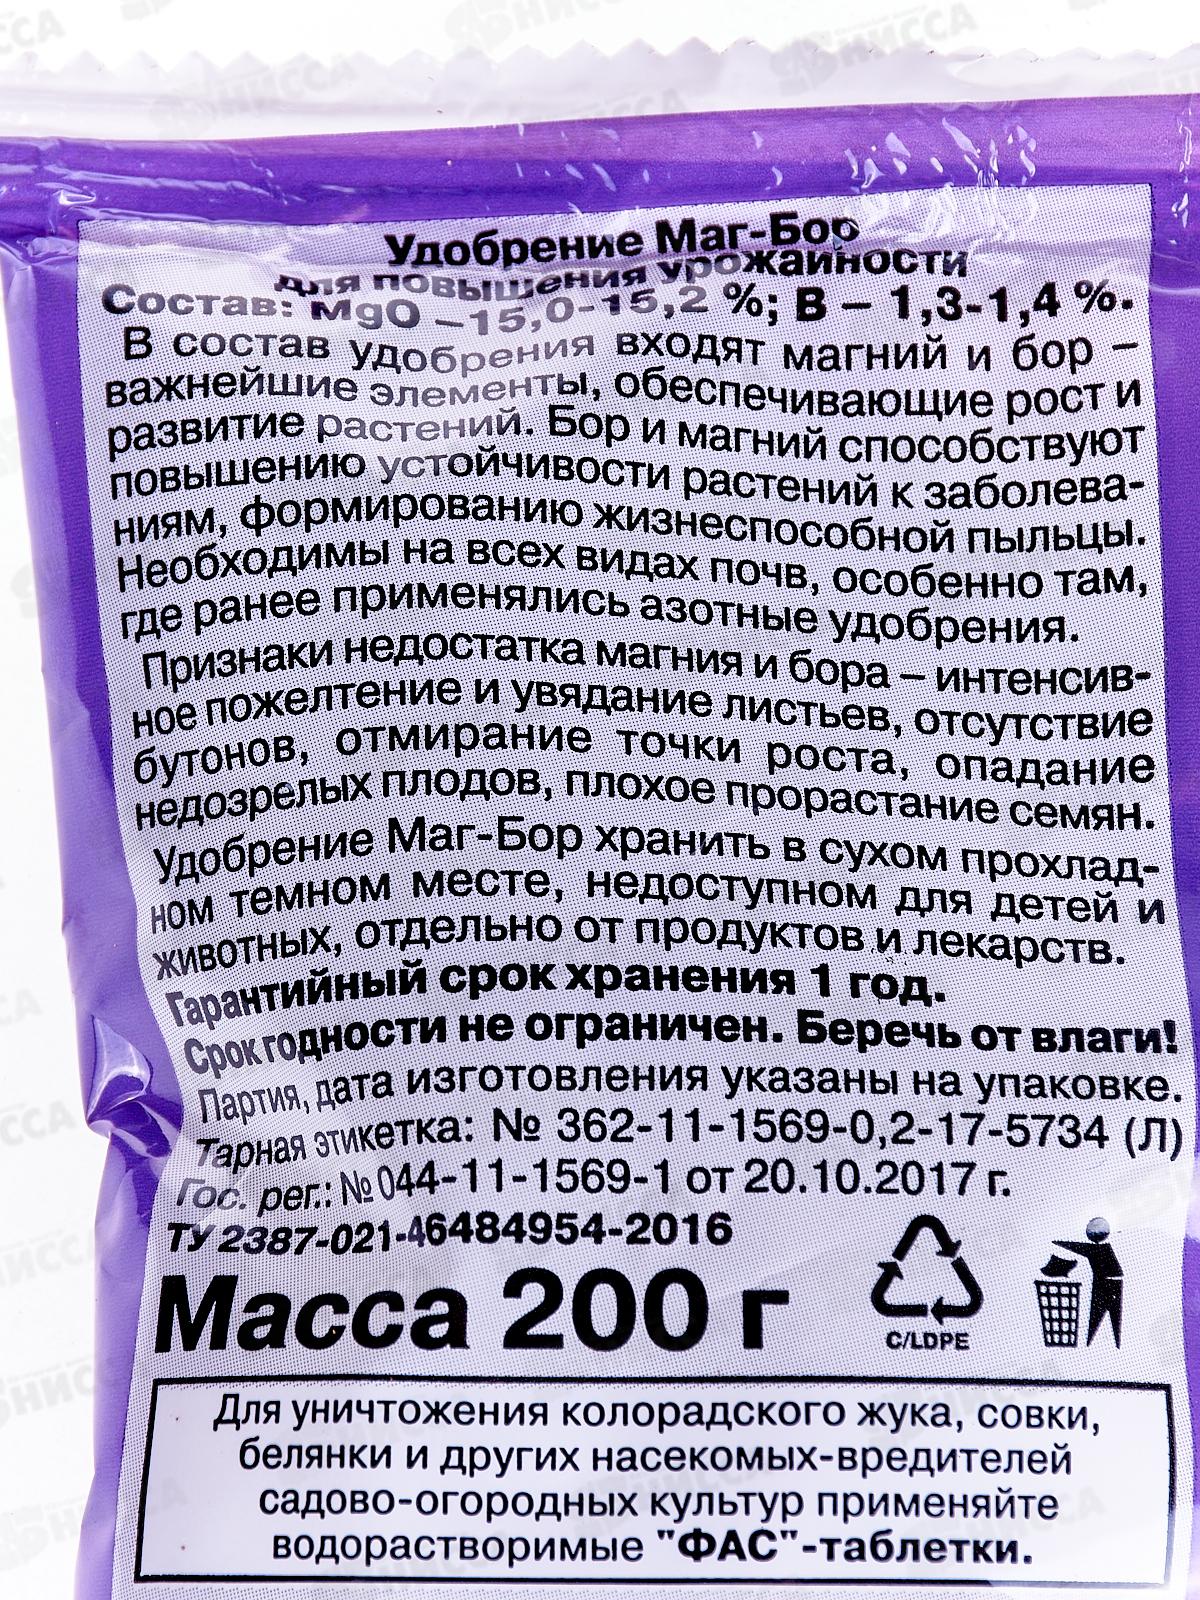 Удобрение Маг-Бор
для повышения урожайности
Состав: MgO –15,0-15,2 %; В – 1,3-1,4 %.
В состав удобрения входят магний и бор –
важнейшие элементы, обеспечивающие рост и
развитие растений. Бор и магний способствуют
повышению устойчивости растений к заболева-
ниям, формированию жизнеспособной пыльцы.
Необходимы на всех видах почв, особенно там,
где ранее применялись азотные удобрения.
Признаки недостатка магния и бора – интенсив-
ное пожелтение и увядание листьев, отсутствие
бутонов, отмирание точки роста, опадание
недозрелых плодов, плохое прорастание семян.
Удобрение Маг-Бор хранить в сухом прохлад-
ном темном месте, недоступном для детей и
животных, отдельно от продуктов и лекарств.
Гарантийный срок хранения 1 год.
Срок годности не ограничен. Беречь от влаги!
Партия, дата изготовления указаны на упаковке.
Тарная этикетка: № 362-11-1569-0,2-17-5734 (Л)
Гос. рег.: № 044-11-1569-1 от 20.10.2017 г.
ТУ 2387-021-46484954-2016
Масса 200 г
C/LDPE
Для уничтожения колорадского жука, совки,
белянки и других насекомых-вредителей
садово-огородных культур применяйте
водорастворимые "ФАС"-таблетки.